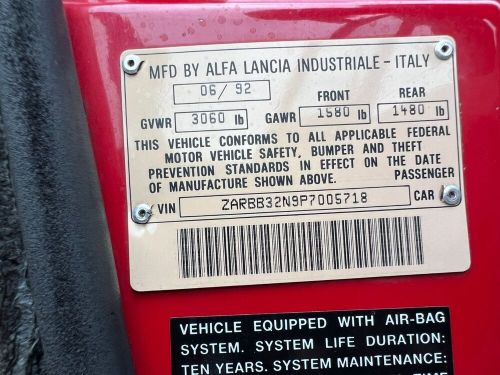 MFD BY ALFA LANCIA INDUSTRIALE - ITALY
06/92 FRONT REAR
GVWR 3060 lb GAWR 1580 lb 1480 lb
THIS VEHICLE CONFORMS TO ALL APPLICABLE FEDERAL
MOTOR VEHICLE SAFETY, BUMPER AND THEFT
PREVENTION STANDARDS IN EFFECT ON THE DATE
OF MANUFACTURE SHOWN ABOVE. PASSENGER
VIN ZARBB32N9P7005718 CAR
VEHICLE EQUIPPED WITH AIR-BAG
SYSTEM. SYSTEM LIFE DURATION:
TEN YEARS. SYSTEM MAINTENANCE: